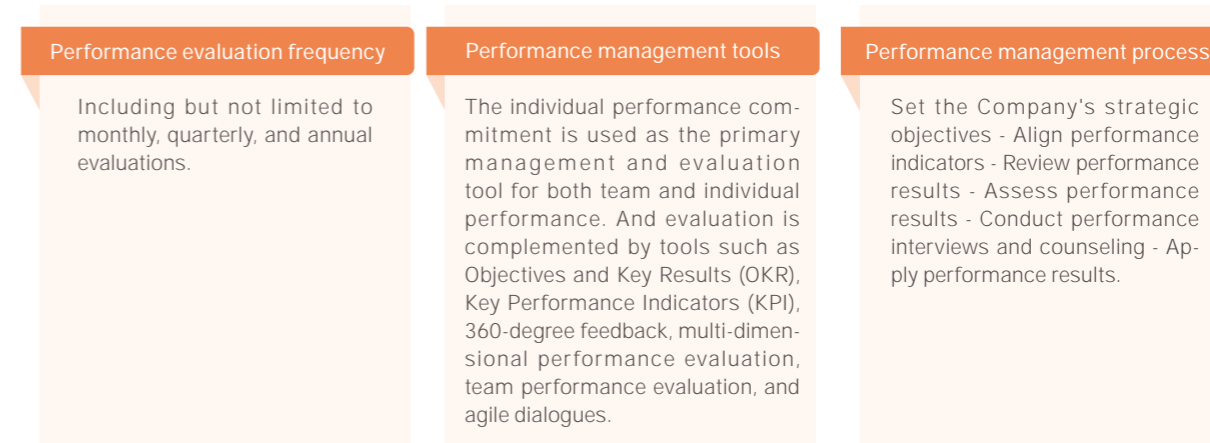 Performance evaluation frequency
Including but not limited to
monthly, quarterly, and annual
evaluations.
Performance management tools
The individual performance com-
mitment is used as the primary
management and evaluation
tool for both team and individual
performance. And evaluation is
complemented by tools such as
Objectives and Key Results (OKR),
Key Performance Indicators (KPI),
360-degree feedback, multi-dimen-
sional performance evaluation,
team performance evaluation, and
agile dialogues.
Performance management process
Set the Company's strategic
objectives - Align performance
indicators - Review performance
results - Assess performance
results - Conduct performance
interviews and counseling - Ap-
ply performance results.